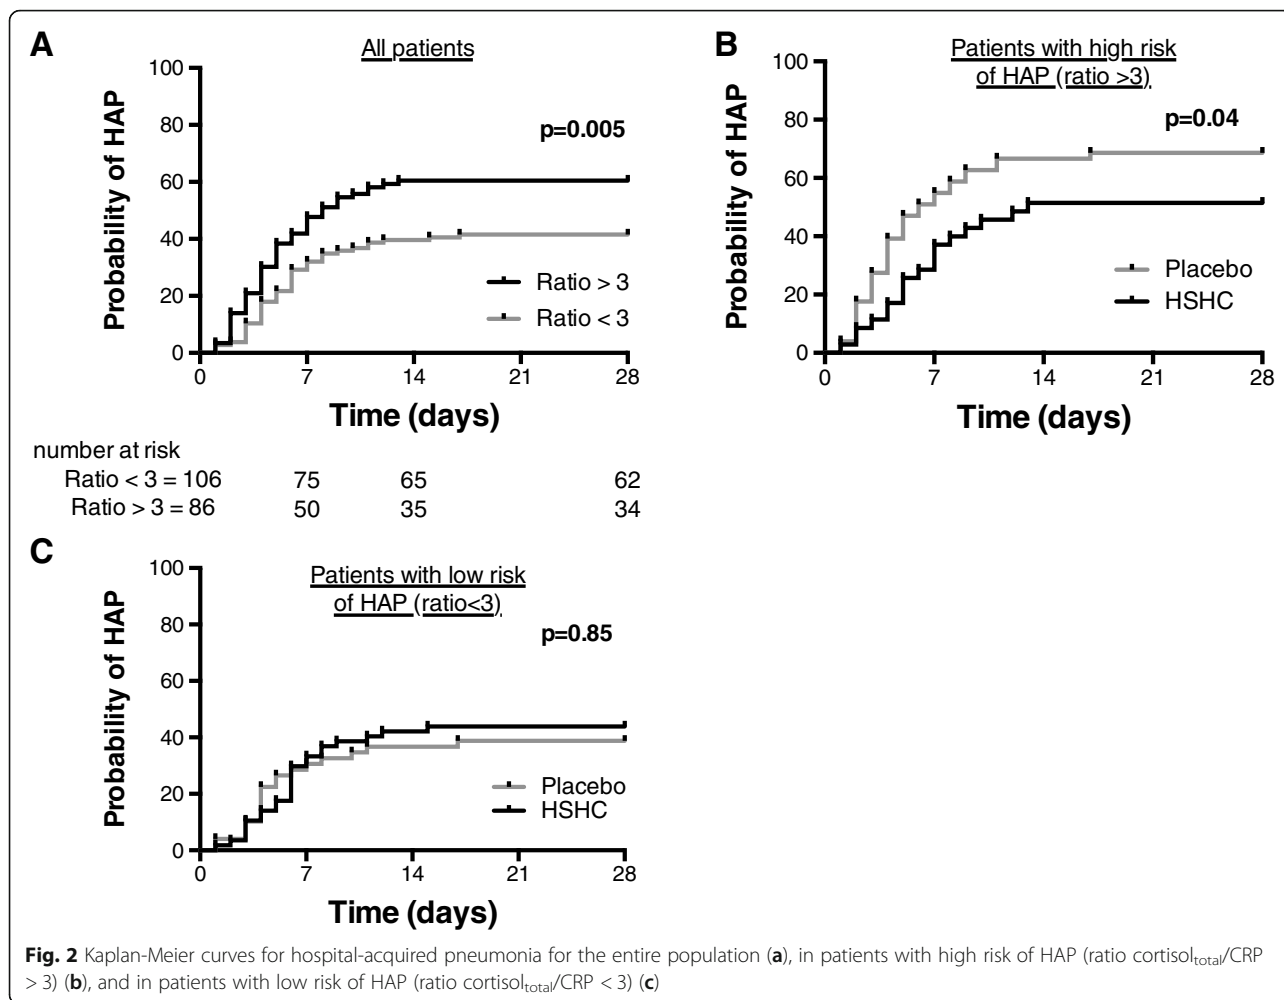 A
All patients
100
80
60
40
20
0
Probability of HAP
p=0.005
Ratio > 3
Ratio < 3
0 7 14 21 28
Time (days)
number at risk
Ratio < 3 = 106 75 65 62
Ratio > 3 = 86 50 35 34
B
Patients with high risk
of HAP (ratio >3)
100
80
60
40
20
0
Probability of HAP
p=0.04
Placebo
HSHC
0 7 14 21 28
Time (days)
C
Patients with low risk
of HAP (ratio<3)
100
80
60
40
20
0
Probability of HAP
p=0.85
Placebo
HSHC
0 7 14 21 28
Time (days)
Fig. 2 Kaplan-Meier curves for hospital-acquired pneumonia for the entire population (a), in patients with high risk of HAP (ratio cortisoltotal/CRP
> 3) (b), and in patients with low risk of HAP (ratio cortisoltotal/CRP < 3) (c)